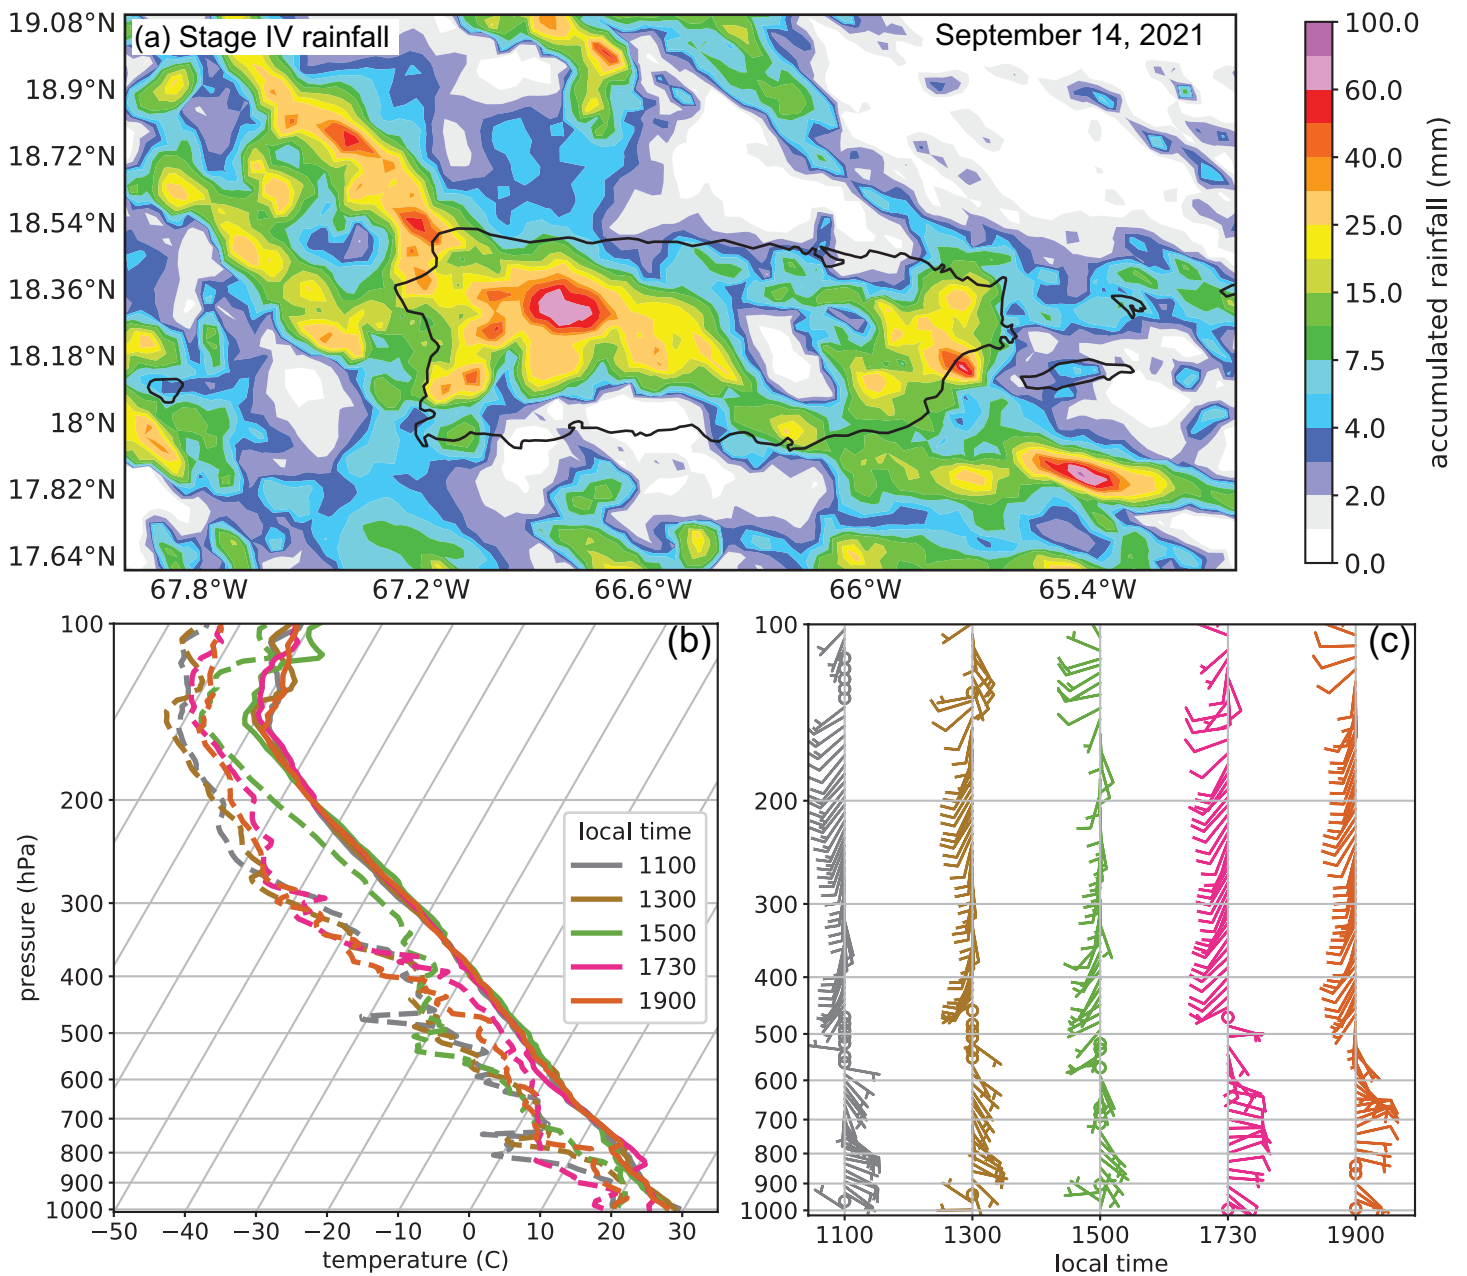 (a) Stage IV rainfall
September 14, 2021
19.08°N
18.9°N
18.72°N
18.54°N
18.36°N
18.18°N
18°N
17.82°N
17.64°N
67.8°W
67.2°W
66.6°W
66°W
65.4°W
100.0
60.0
40.0
25.0
15.0
7.5
4.0
2.0
0.0
accumulated rainfall (mm)
(b)
100
200
300
400
500
600
700
800
900
1000
pressure (hPa)
−50
−40
−30
−20
−10
0
10
20
30
temperature (C)
local time
1100
1300
1500
1730
1900
(c)
100
200
300
400
500
600
700
800
900
1000
1100
1300
1500
1730
1900
local time